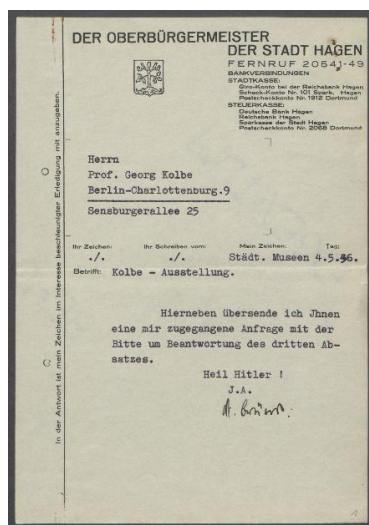 DER OBERBÜRGERMEISTER
DER STADT HAGEN
FERNRUF 20541-49
BANKVERBINDUNGEN
STADTKASSE:
Giro-Konto bei der Reichsbank Hagen
Scheck-Konto Nr. 101 Spark. Hagen
Postscheckkonto Nr. 1912 Dortmund
STEUERKASSE:
Deutsche Bank Hagen
Reichsbank Hagen
Sparkasse der Stadt Hagen
Postscheckkonto Nr. 2068 Dortmund
Herrn
Prof. Georg Kolbe
Berlin-Charlottenburg.9
Sensburgerallee 25
Ihr Zeichen: Ihr Schreiben vom: Mein Zeichen: Tag:
./. ./. Städt. Museen 4.5.36.
Betrifft: Kolbe - Ausstellung.
Hierneben übersende ich Jhnen
eine mir zugegangene Anfrage mit der
Bitte um Beantwortung des dritten Ab-
satzes.
Heil Hitler !
J.A.
In der Antwort ist mein Zeichen im Interesse beschleunigter Erledigung mit anzugeben.